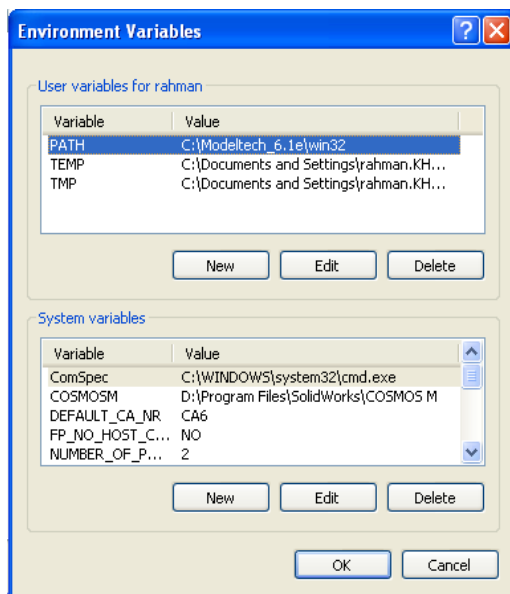 Environment Variables
User variables for rahman
Variable Value
PATH C:\Modeltech_6.1e\win32
TEMP C:\Documents and Settings\rahman.KH...
TMP C:\Documents and Settings\rahman.KH...
New Edit Delete
System variables
Variable Value
ComSpec C:\WINDOWS\system32\cmd.exe
COSMOSM D:\Program Files\SolidWorks\COSMOS M
DEFAULT_CA_NR CA6
FP_NO_HOST_C... NO
NUMBER_OF_P... 2
New Edit Delete
OK Cancel